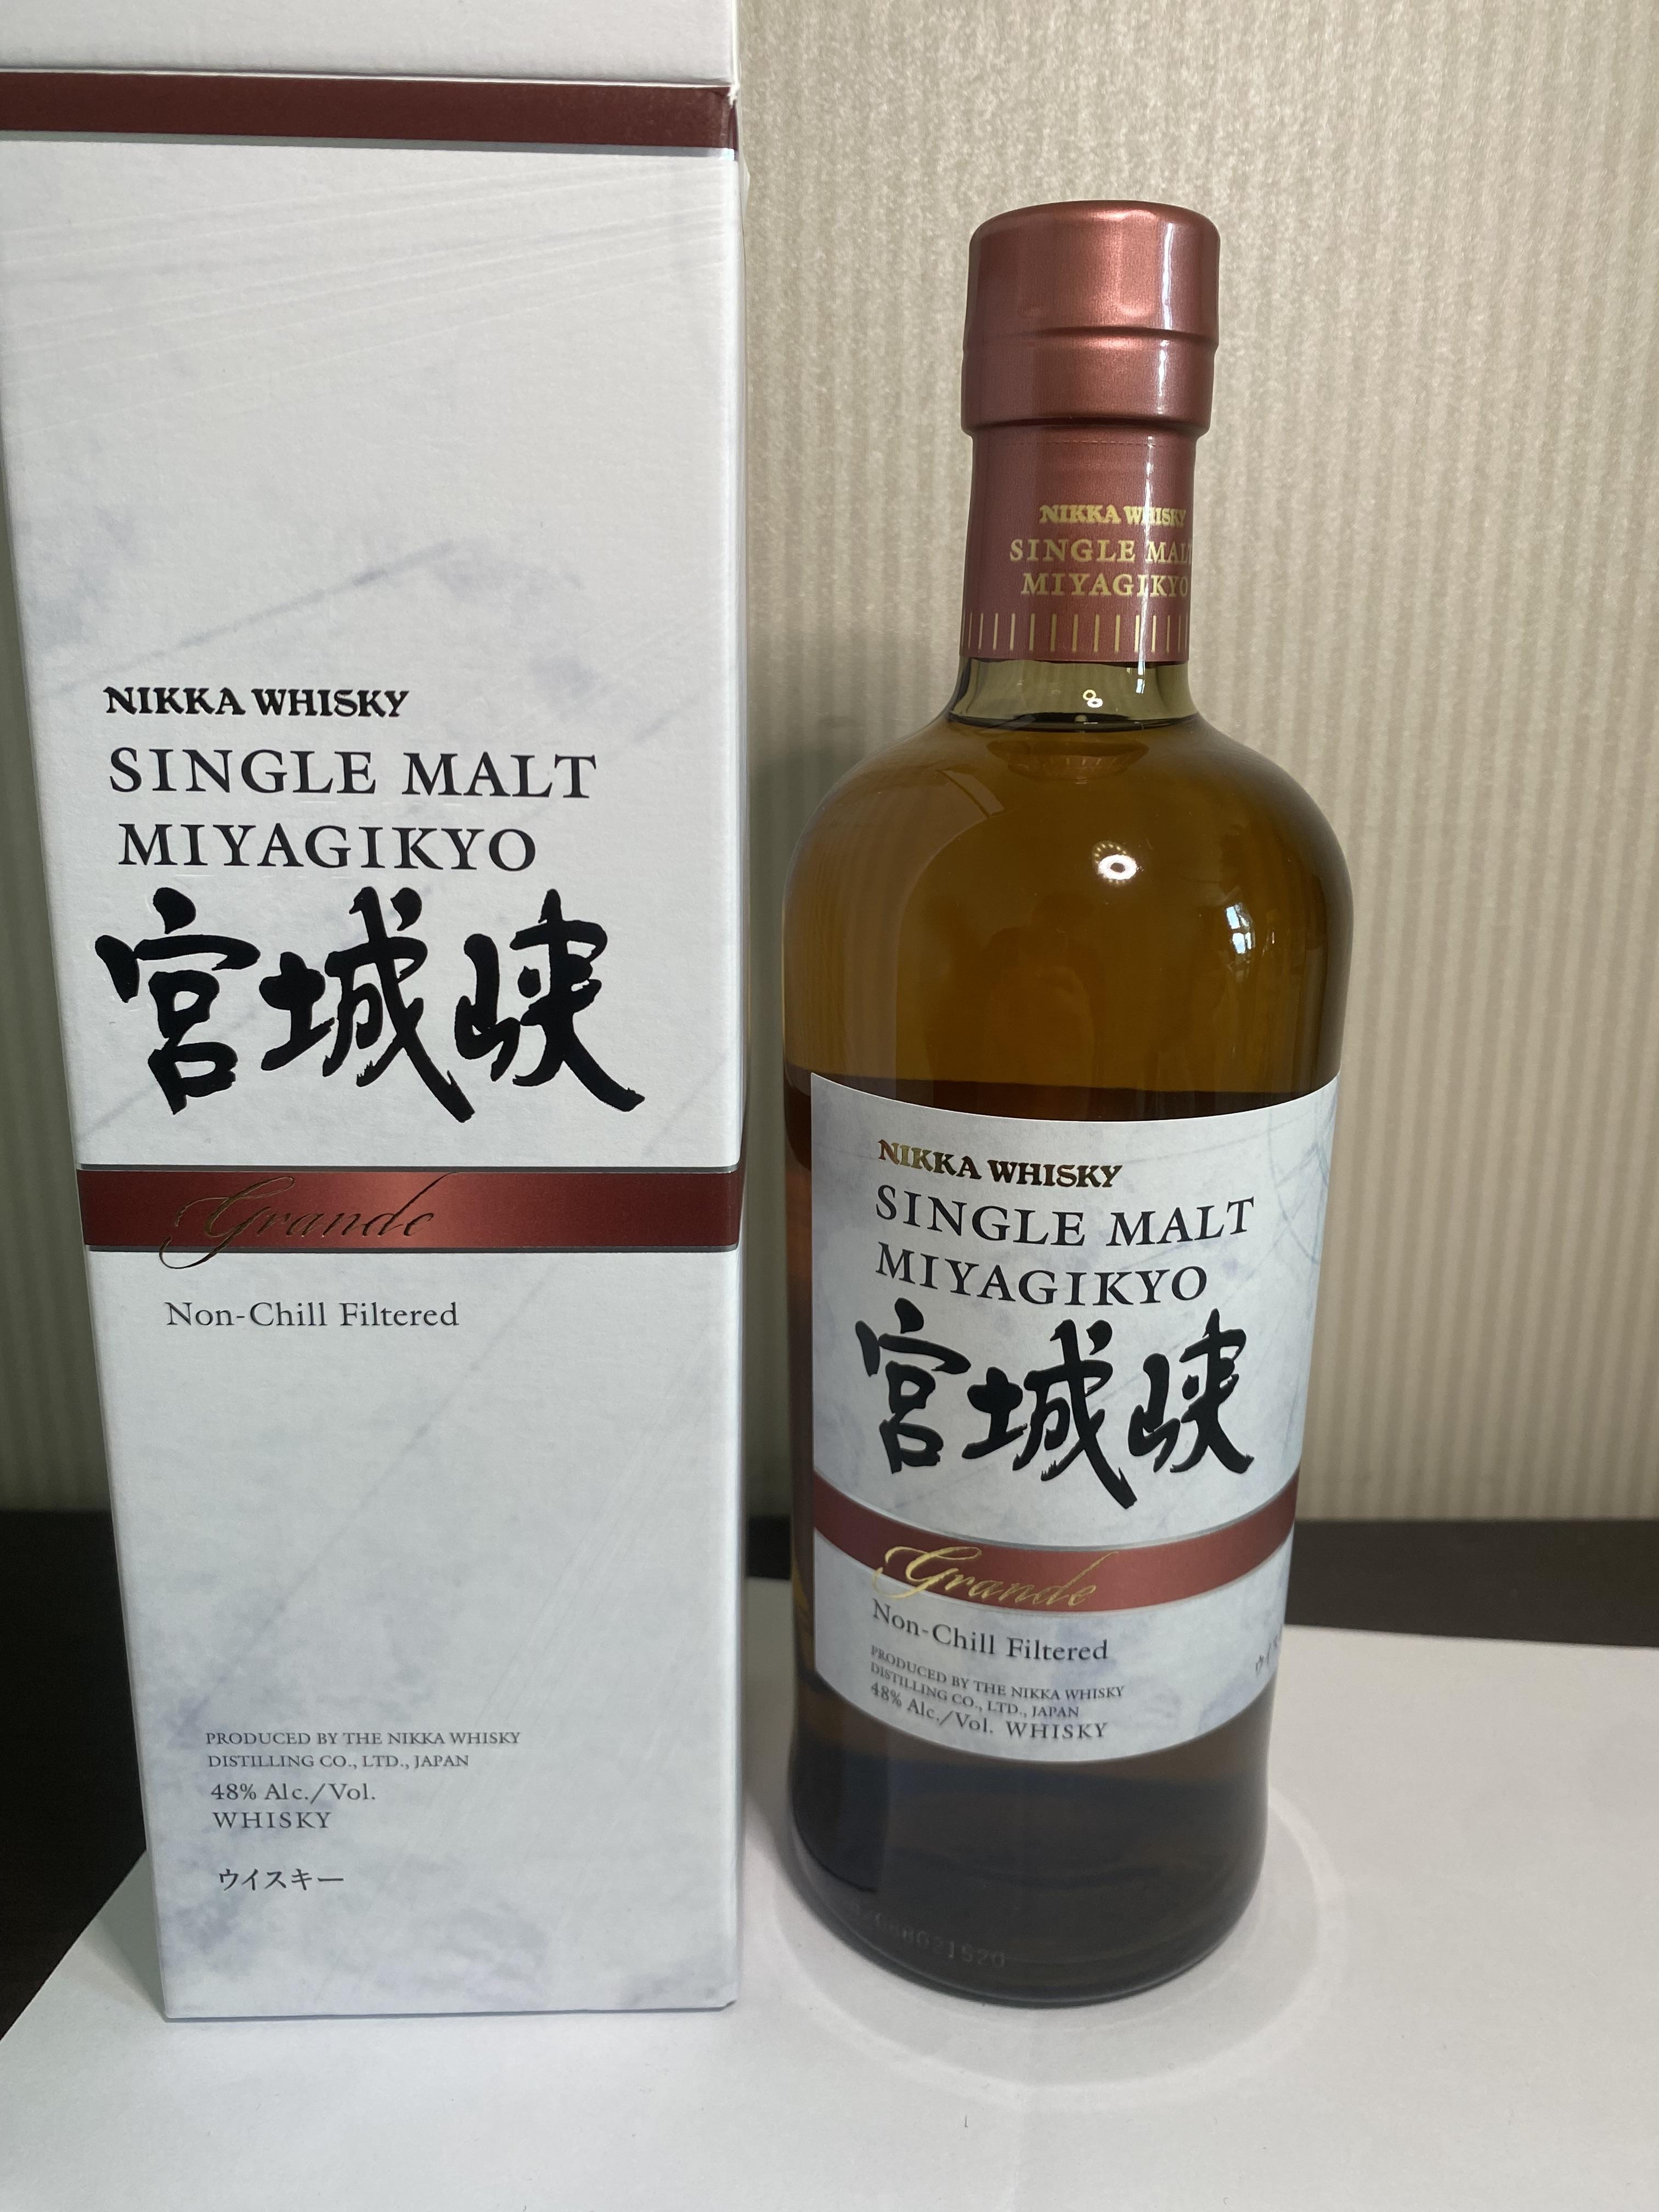 NIKKA WHISKY
SINGLE MALT
MIYAGIKYO
宮城峡
Grande
Non-Chill Filtered
PRODUCED BY THE NIKKA WHISKY
DISTILLING CO., LTD., JAPAN
48% Alc./Vol.
WHISKY
ウイスキー
NIKKA WHISKY
SINGLE MALT
MIYAGIKYO
NIKKA WHISKY
SINGLE MALT
MIYAGIKYO
宮城峡
Grande
Non-Chill Filtered
PRODUCED BY THE NIKKA WHISKY
DISTILLING CO., LTD., JAPAN
48% Alc./Vol. WHISKY